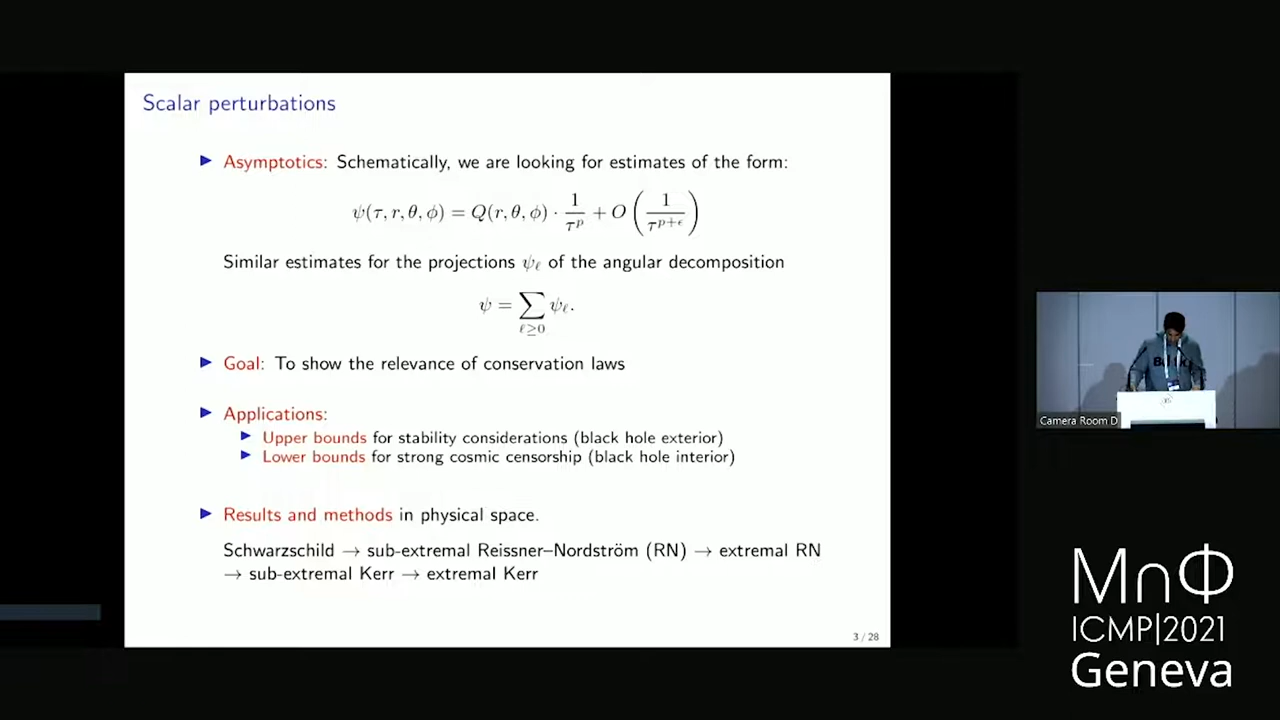 Scalar perturbations
▶ Asymptotics: Schematically, we are looking for estimates of the form:
ψ(τ, r, θ, ϕ) = Q(r, θ, ϕ) · 1/τ^p + O(1/τ^{p+ϵ})
Similar estimates for the projections ψ_ℓ of the angular decomposition
ψ = ∑_{ℓ≥0} ψ_ℓ.
▶ Goal: To show the relevance of conservation laws
▶ Applications:
▶ Upper bounds for stability considerations (black hole exterior)
▶ Lower bounds for strong cosmic censorship (black hole interior)
▶ Results and methods in physical space.
Schwarzschild → sub-extremal Reissner–Nordström (RN) → extremal RN
→ sub-extremal Kerr → extremal Kerr
3 / 28
Camera Room D
M∩Φ
ICMP|2021
Geneva